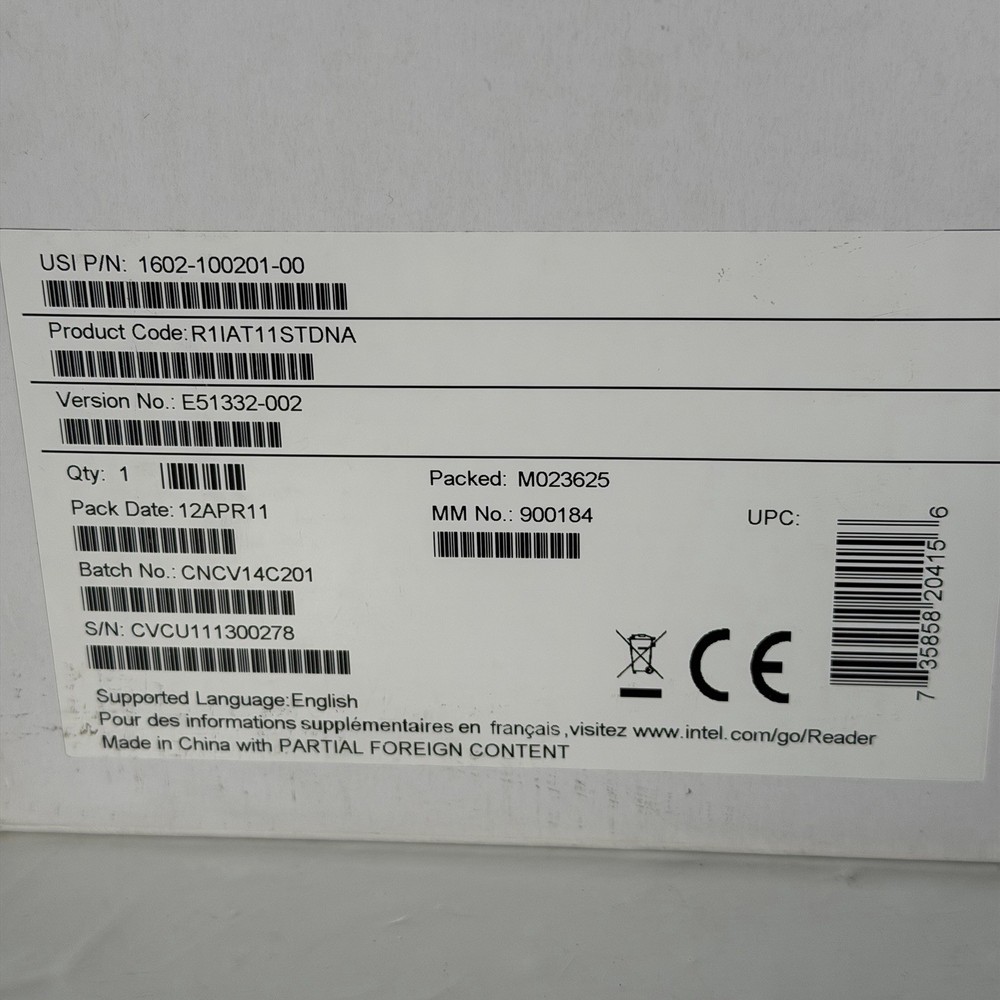 USI P/N: 1602-100201-00
Product Code:R1IAT11STDNA
Version No.: E51332-002
Qty: 1
Packed: M023625
Pack Date:12APR11
MM No.: 900184
UPC:
7 35858 20415 6
Batch No.: CNCV14C201
S/N: CVCU111300278
CE
Supported Language:English
Pour des informations supplémentaires en français,visitez www.intel.com/go/Reader
Made in China with PARTIAL FOREIGN CONTENT